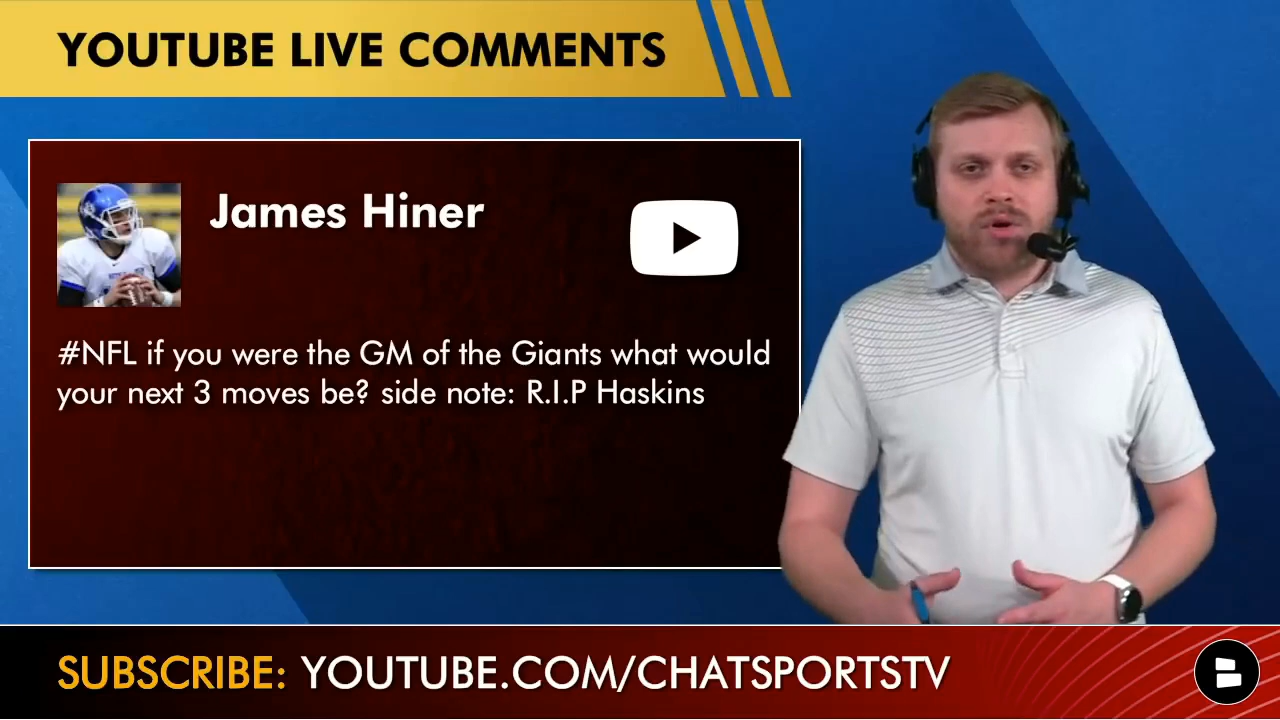 YOUTUBE LIVE COMMENTS
James Hiner
#NFL if you were the GM of the Giants what would
your next 3 moves be? side note: R.I.P Haskins
SUBSCRIBE: YOUTUBE.COM/CHATSPORTSTV